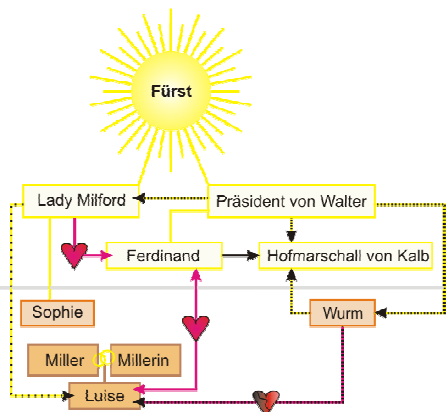 Fürst
Lady Milford
Präsident von Walter
Ferdinand
Hofmarschall von Kalb
Sophie
Wurm
Miller
Millerin
Luise